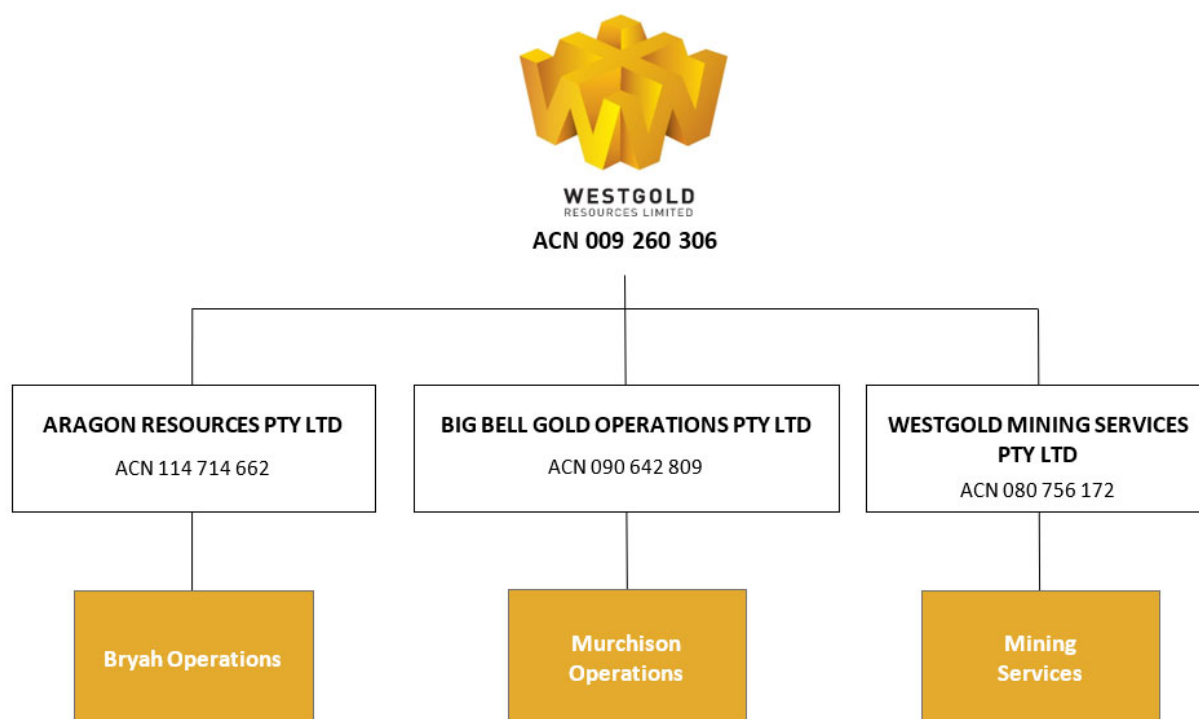 WESTGOLD
RESOURCES LIMITED
ACN 009 260 306
ARAGON RESOURCES PTY LTD
ACN 114 714 662
BIG BELL GOLD OPERATIONS PTY LTD
ACN 090 642 809
WESTGOLD MINING SERVICES
PTY LTD
ACN 080 756 172
Bryah Operations
Murchison
Operations
Mining
Services